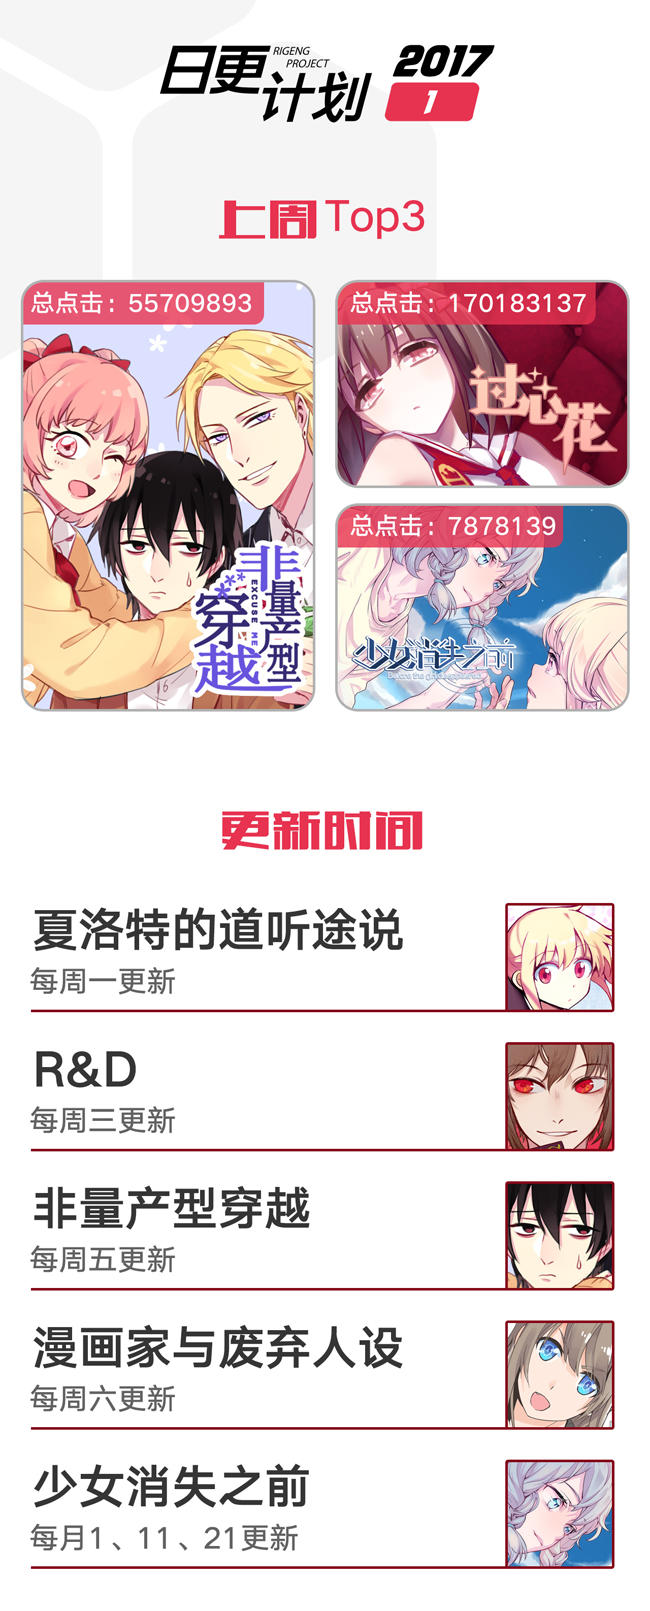 日更计划
RIGENG
PROJECT
2017
1
上周Top3
总点击：55709893
非量产型
穿越
EXCUSE ME
总点击：170183137
过心花
总点击：7878139
少女消失之前
更新时间
夏洛特的道听途说
每周一更新
R&D
每周三更新
非量产型穿越
每周五更新
漫画家与废弃人设
每周六更新
少女消失之前
每月1、11、21更新